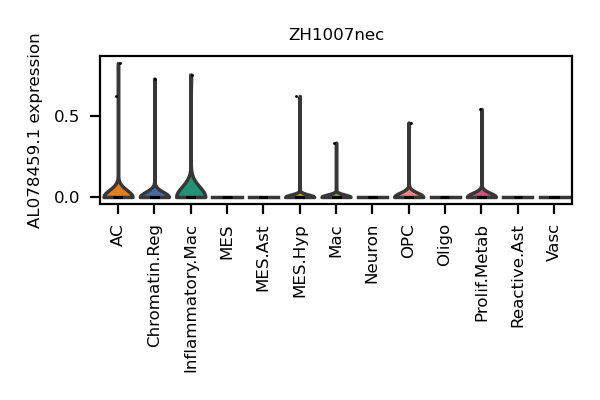 ZH1007nec
AL078459.1 expression
0.5
0.0
AC
Chromatin.Reg
Inflammatory.Mac
MES
MES.Ast
MES.Hyp
Mac
Neuron
OPC
Oligo
Prolif.Metab
Reactive.Ast
Vasc